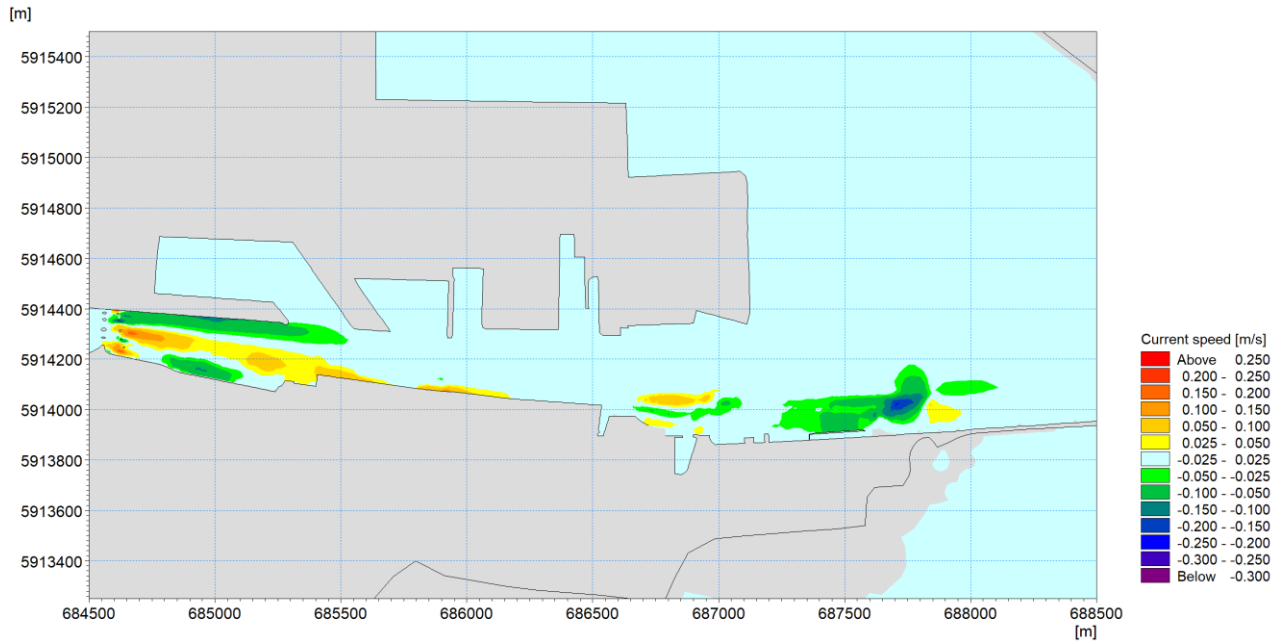 [m]
5915400
5915200
5915000
5914800
5914600
5914400
5914200
5914000
5913800
5913600
5913400
684500 685000 685500 686000 686500 687000 687500 688000 688500
[m]
Current speed [m/s]
Above 0.250
0.200 - 0.250
0.150 - 0.200
0.100 - 0.150
0.050 - 0.100
0.025 - 0.050
-0.025 - 0.025
-0.050 - -0.025
-0.100 - -0.050
-0.150 - -0.100
-0.200 - -0.150
-0.250 - -0.200
-0.300 - -0.250
Below -0.300